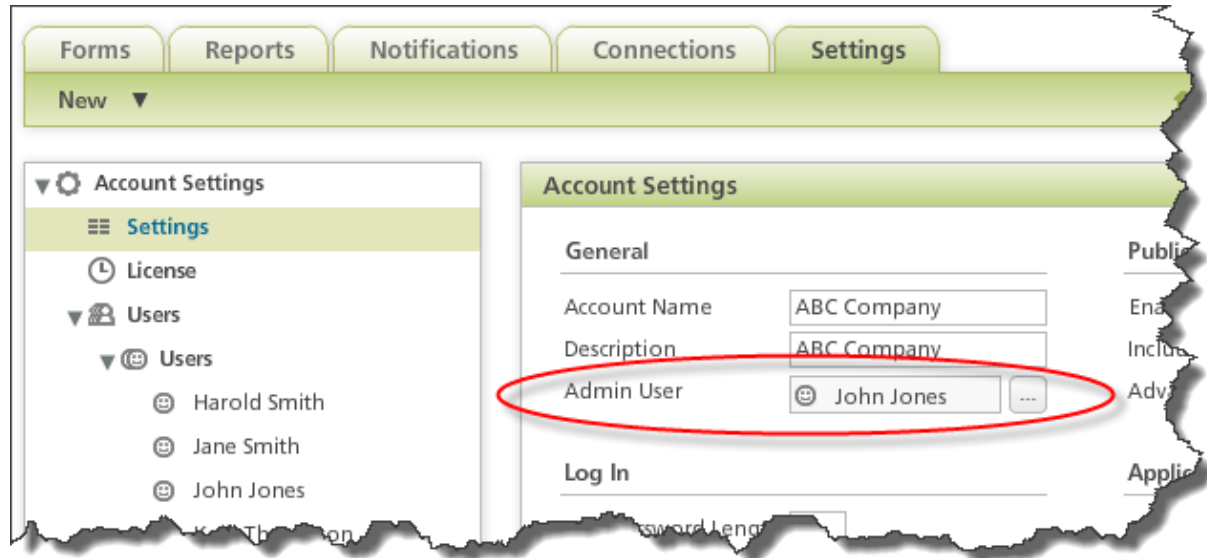 Forms Reports Notifications Connections Settings
New ▼
Account Settings
Settings
License
Users
Users
Harold Smith
Jane Smith
John Jones
Account Settings
General
Account Name ABC Company
Description ABC Company
Admin User John Jones ...
Log In